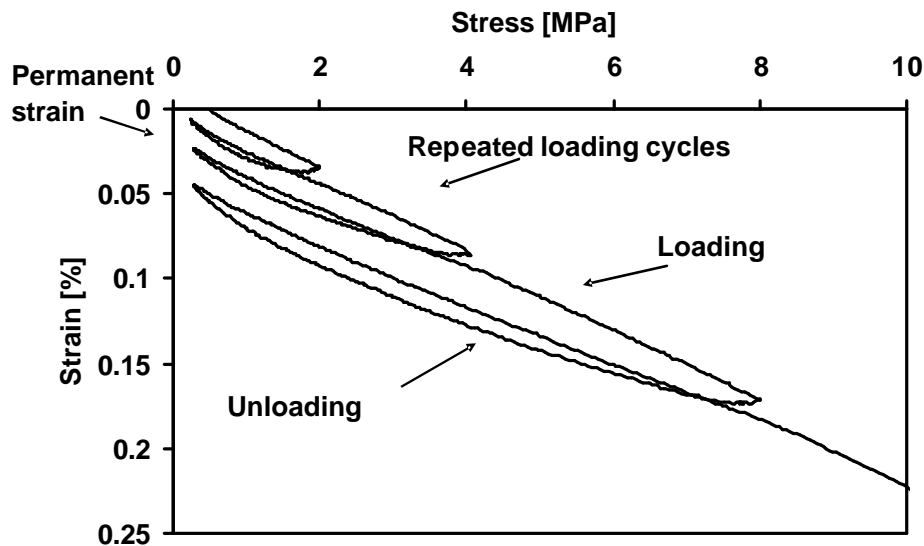 Stress [MPa]
0 2 4 6 8 10
Permanent
strain
0
Repeated loading cycles
0.05
Loading
0.1
Strain [%]
0.15
Unloading
0.2
0.25